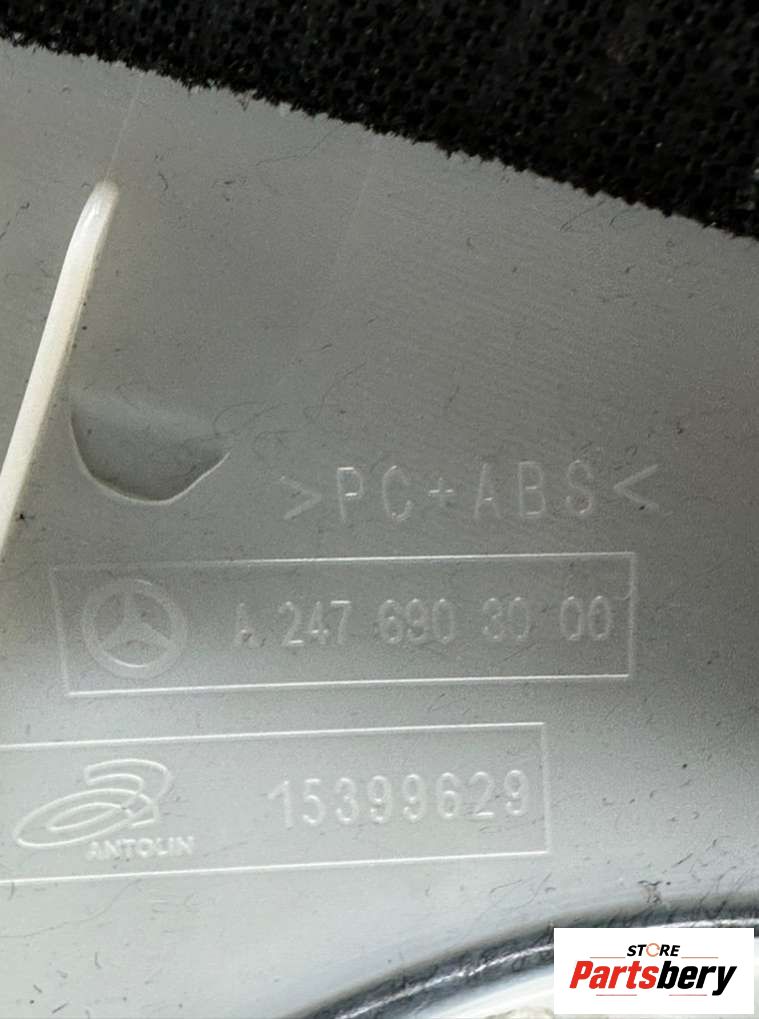 >PC+ABS<
A 247 690 30 00
15399629
ANTOLIN
STORE
Partsbery